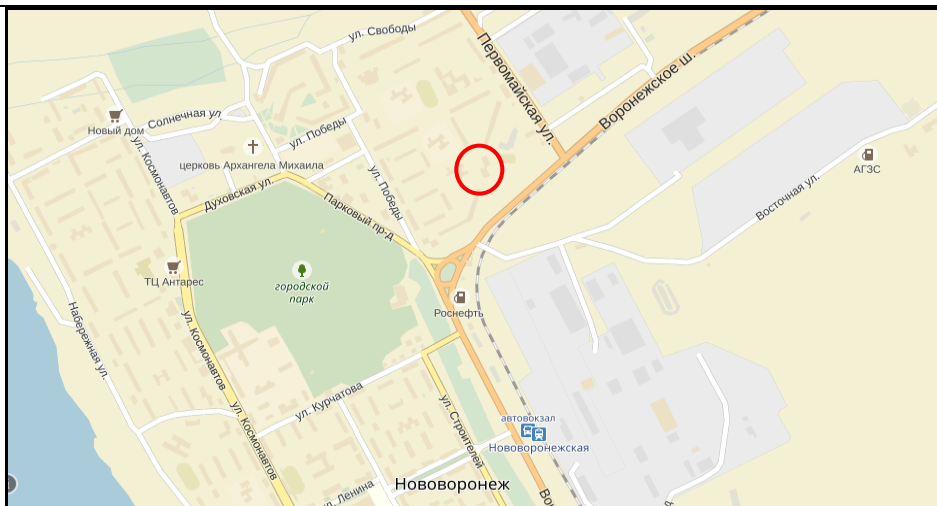 ул. Свободы
Первомайская ул.
Воронежское ш.
Новый дом
Солнечная ул
ул. Победы
церковь Архангела Михаила
ул. Космонавтов
ул. Победы
АГЗС
Духовская ул
Парковый пр-д
Восточная ул.
ТЦ Антарес
городской
парк
Роснефть
Набережная ул.
ул. Космонавтов
ул. Курчатова
ул. Космонавтов
ул. Строителей
автовокзал
Нововоронежская
Нововоронеж
ул. Ленина